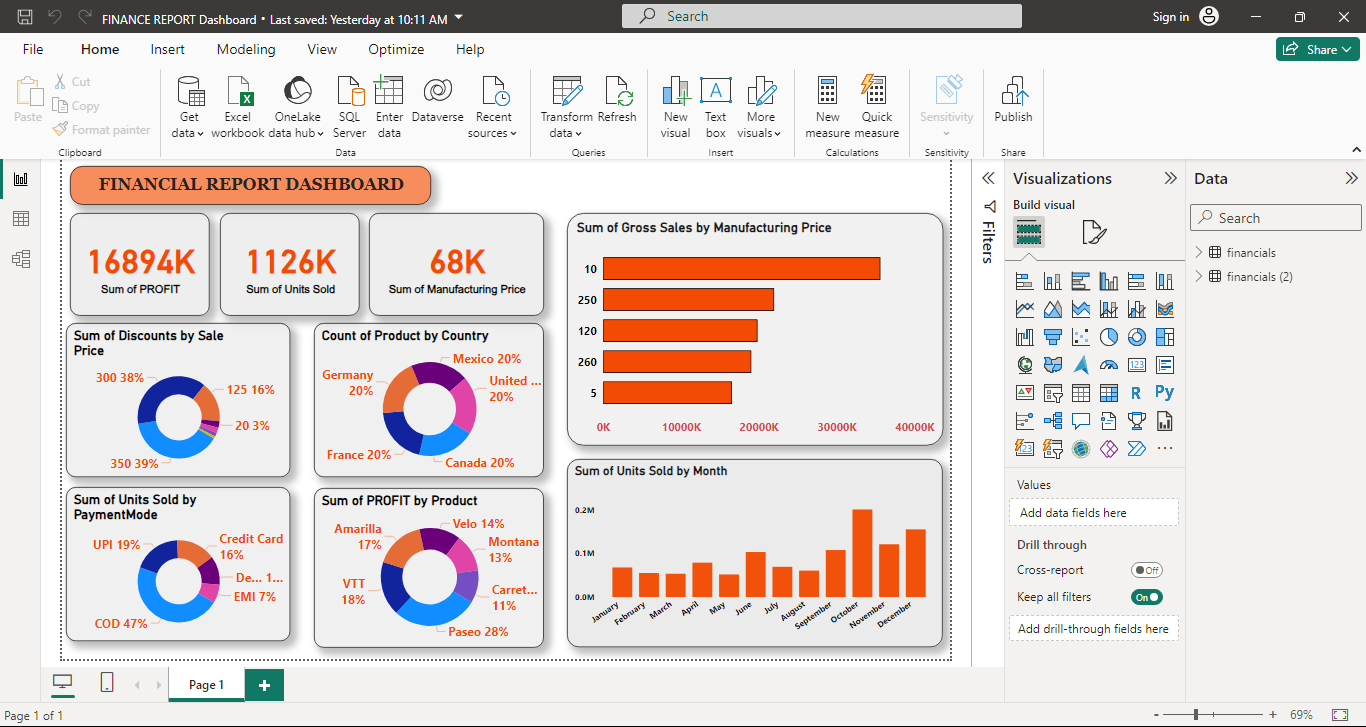 FINANCE REPORT Dashboard • Last saved: Yesterday at 10:11 AM
Search
Sign in
File Home Insert Modeling View Optimize Help
Share
Paste
Cut
Copy
Format painter
Clipboard
Get data
Excel workbook
OneLake data hub
SQL Server
Enter data
Dataverse
Recent sources
Data
Transform data
Refresh
Queries
New visual
Text box
More visuals
Insert
New measure
Quick measure
Calculations
Sensitivity
Sensitivity
Publish
Share
FINANCIAL REPORT DASHBOARD
16894K
Sum of PROFIT
1126K
Sum of Units Sold
68K
Sum of Manufacturing Price
Sum of Discounts by Sale
Price
300 38%
125 16%
20 3%
350 39%
Count of Product by Country
Mexico 20%
Germany
20%
United ...
20%
France 20%
Canada 20%
Sum of Gross Sales by Manufacturing Price
10
250
120
260
5
0K 10000K 20000K 30000K 40000K
Sum of Units Sold by
PaymentMode
UPI 19%
Credit Card
16%
De... 1...
EMI 7%
COD 47%
Sum of PROFIT by Product
Amarilla
17%
Velo 14%
Montana
13%
VTT
18%
Carret...
11%
Paseo 28%
Sum of Units Sold by Month
0.2M
0.1M
0.0M
January February March April May June July August September October November December
Filters
Visualizations
Build visual
123
R
Py
123
Values
Add data fields here
Drill through
Cross-report
Off
Keep all filters
On
Add drill-through fields here
Data
Search
financials
financials (2)
Page 1
Page 1 of 1
69%